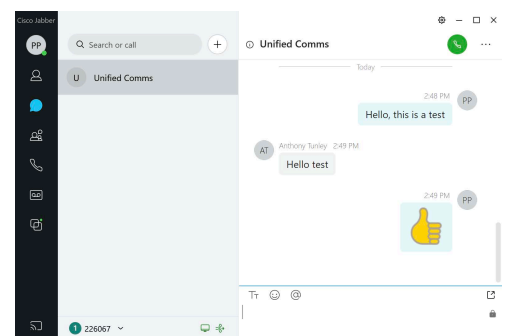 Cisco Jabber
PP
Search or call
U Unified Comms
1 226067
Unified Comms
Today
2:48 PM
PP
Hello, this is a test
AT
Anthony Tunley 2:49 PM
Hello test
2:49 PM
PP